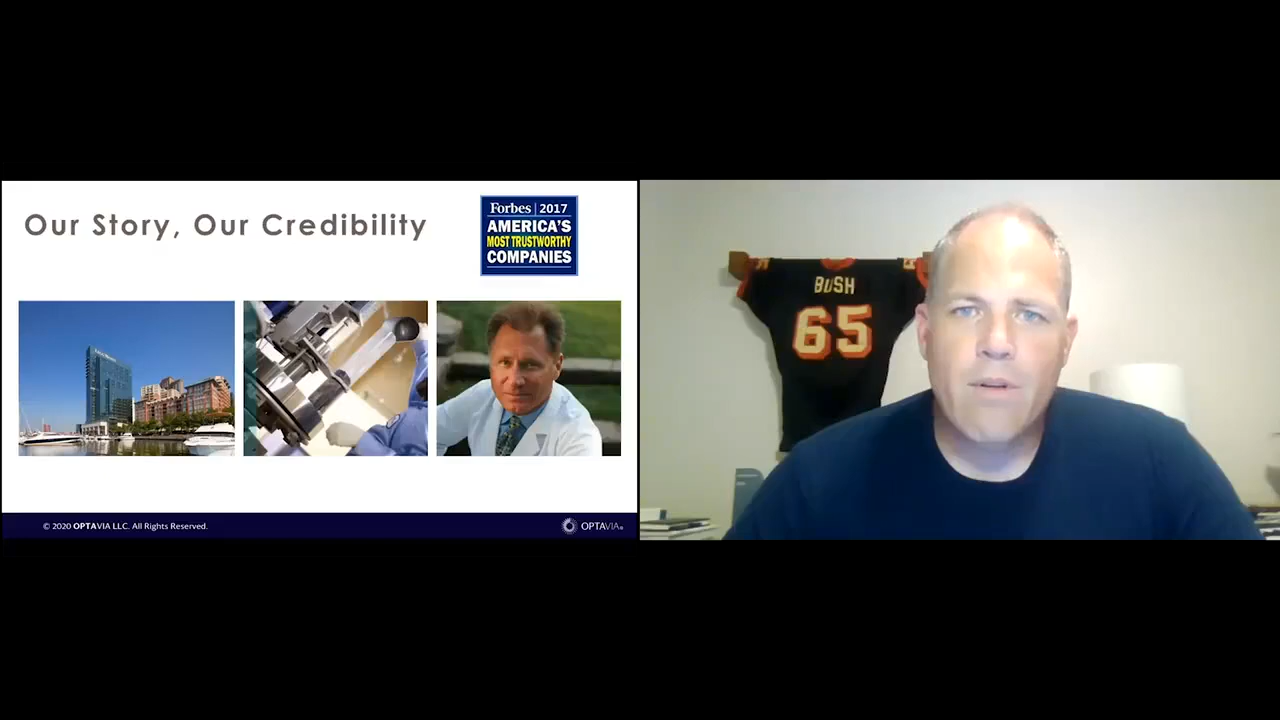 Our Story, Our Credibility
Forbes | 2017
AMERICA'S
MOST TRUSTWORTHY
COMPANIES
© 2020 OPTAVIA LLC. All Rights Reserved.
OPTAVIA®
BUSH
65